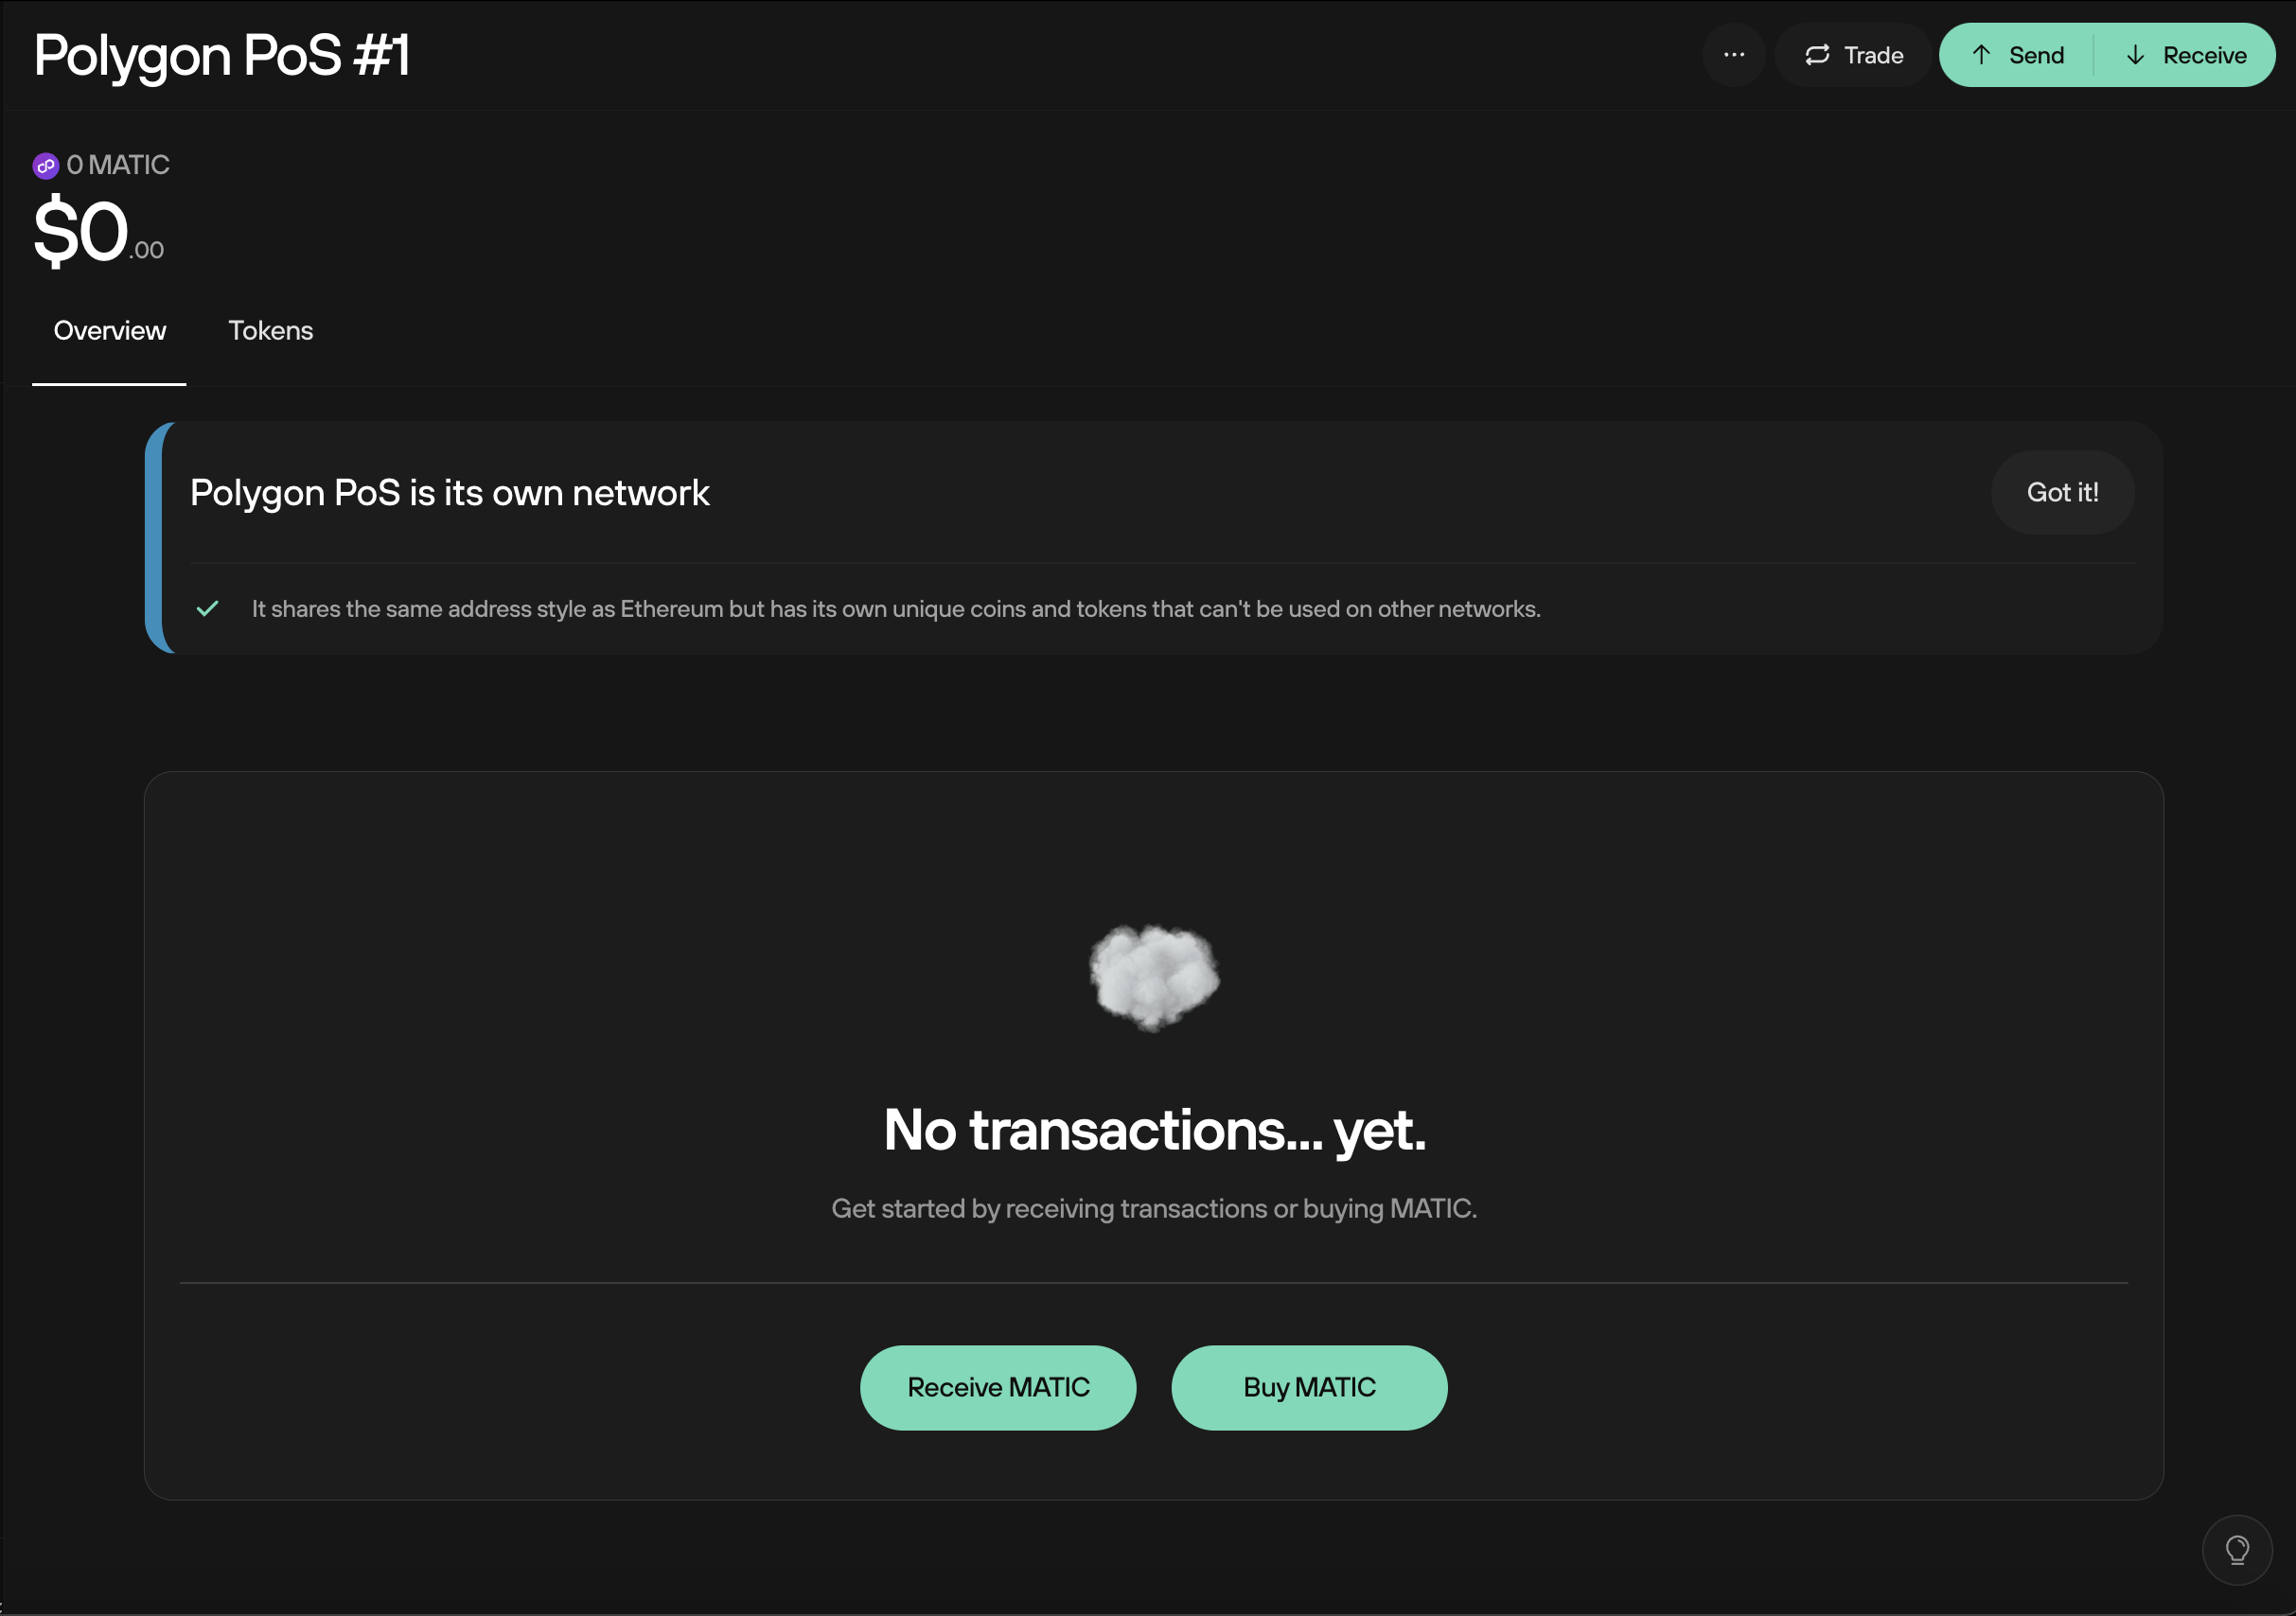 Polygon PoS #1
Trade
Send
Receive
0 MATIC
$0.00
Overview
Tokens
Polygon PoS is its own network
Got it!
It shares the same address style as Ethereum but has its own unique coins and tokens that can't be used on other networks.
No transactions... yet.
Get started by receiving transactions or buying MATIC.
Receive MATIC
Buy MATIC